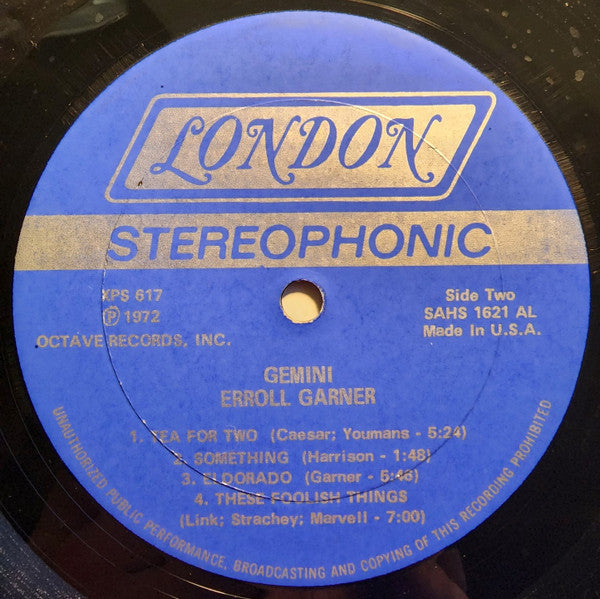 LONDON
STEREOPHONIC
XPS 617
Ⓟ 1972
OCTAVE RECORDS, INC.
Side Two
SAHS 1621 AL
Made In U.S.A.
GEMINI
ERROLL GARNER
1. TEA FOR TWO (Caesar; Youmans - 5:24)
2. SOMETHING (Harrison - 1:48)
3. ELDORADO (Garner - 5:46)
4. THESE FOOLISH THINGS
(Link; Strachey; Marvell - 7:00)
UNAUTHORIZED PUBLIC PERFORMANCE, BROADCASTING AND COPYING OF THIS RECORDING PROHIBITED